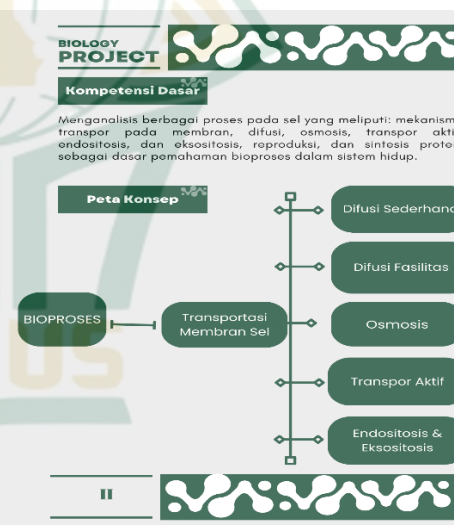 BIOLOGY
PROJECT
Kompetensi Dasar
Menganalisis berbagai proses pada sel yang meliputi: mekanism
transpor pada membran, difusi, osmosis, transpor akti
endositosis, dan eksositosis, reproduksi, dan sintesis protei
sebagai dasar pemahaman bioproses dalam sistem hidup.
Peta Konsep
Difusi Sederhana
Difusi Fasilitas
BIOPROSES
Transportasi
Membran Sel
Osmosis
Transpor Aktif
Endositosis &
Eksositosis
II
US